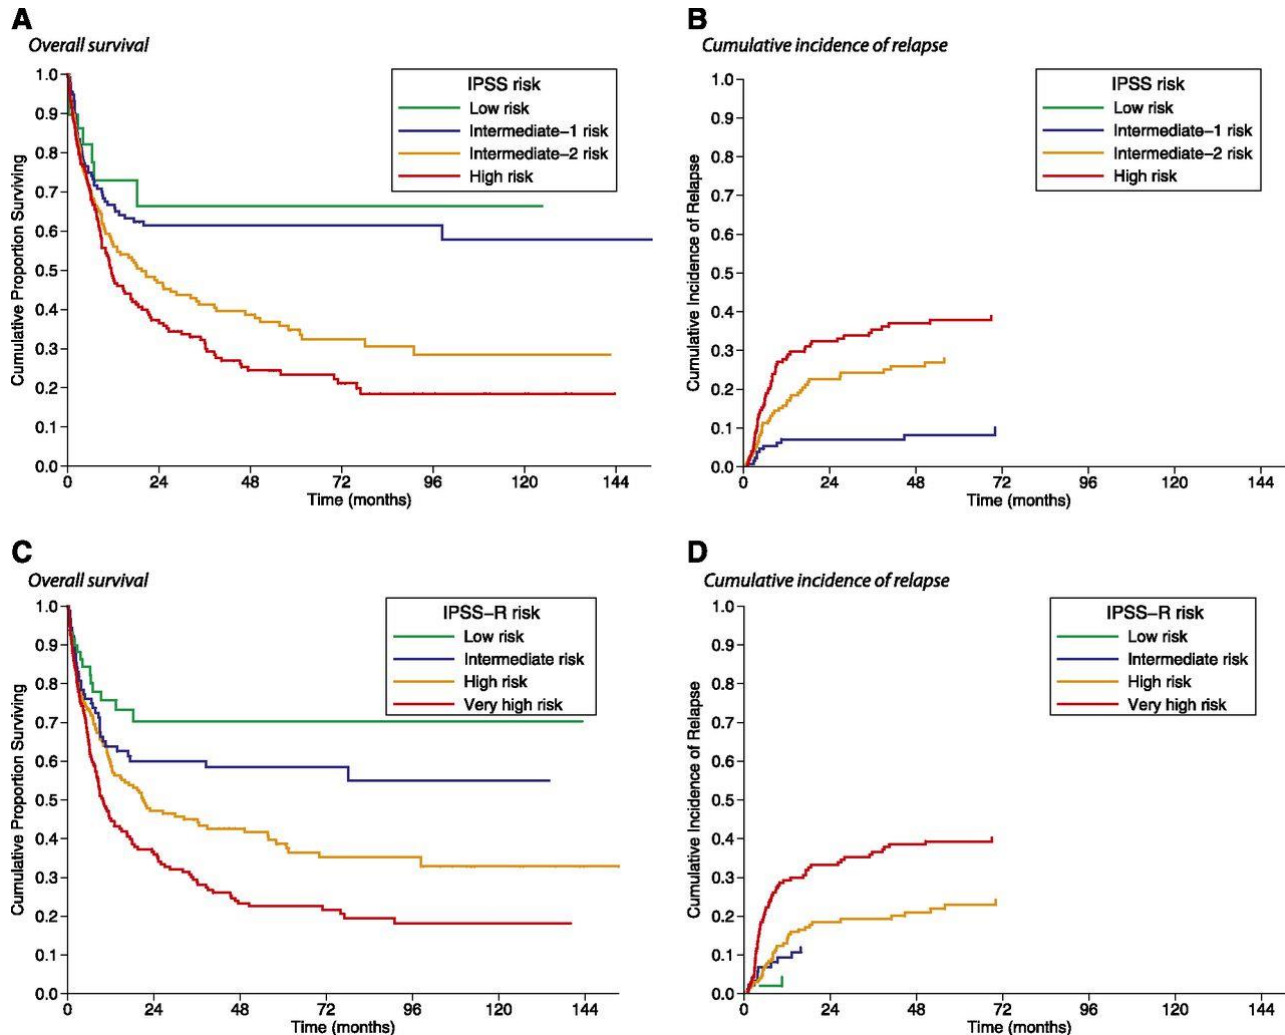 A
Overall survival
1.0
0.9
0.8
0.7
0.6
0.5
0.4
0.3
0.2
0.1
0.0
Cumulative Proportion Surviving
IPSS risk
Low risk
Intermediate-1 risk
Intermediate-2 risk
High risk
0 24 48 72 96 120 144
Time (months)
B
Cumulative incidence of relapse
1.0
0.9
0.8
0.7
0.6
0.5
0.4
0.3
0.2
0.1
0.0
Cumulative Incidence of Relapse
IPSS risk
Low risk
Intermediate-1 risk
Intermediate-2 risk
High risk
0 24 48 72 96 120 144
Time (months)
C
Overall survival
1.0
0.9
0.8
0.7
0.6
0.5
0.4
0.3
0.2
0.1
0.0
Cumulative Proportion Surviving
IPSS-R risk
Low risk
Intermediate risk
High risk
Very high risk
0 24 48 72 96 120 144
Time (months)
D
Cumulative incidence of relapse
1.0
0.9
0.8
0.7
0.6
0.5
0.4
0.3
0.2
0.1
0.0
Cumulative Incidence of Relapse
IPSS-R risk
Low risk
Intermediate risk
High risk
Very high risk
0 24 48 72 96 120 144
Time (months)